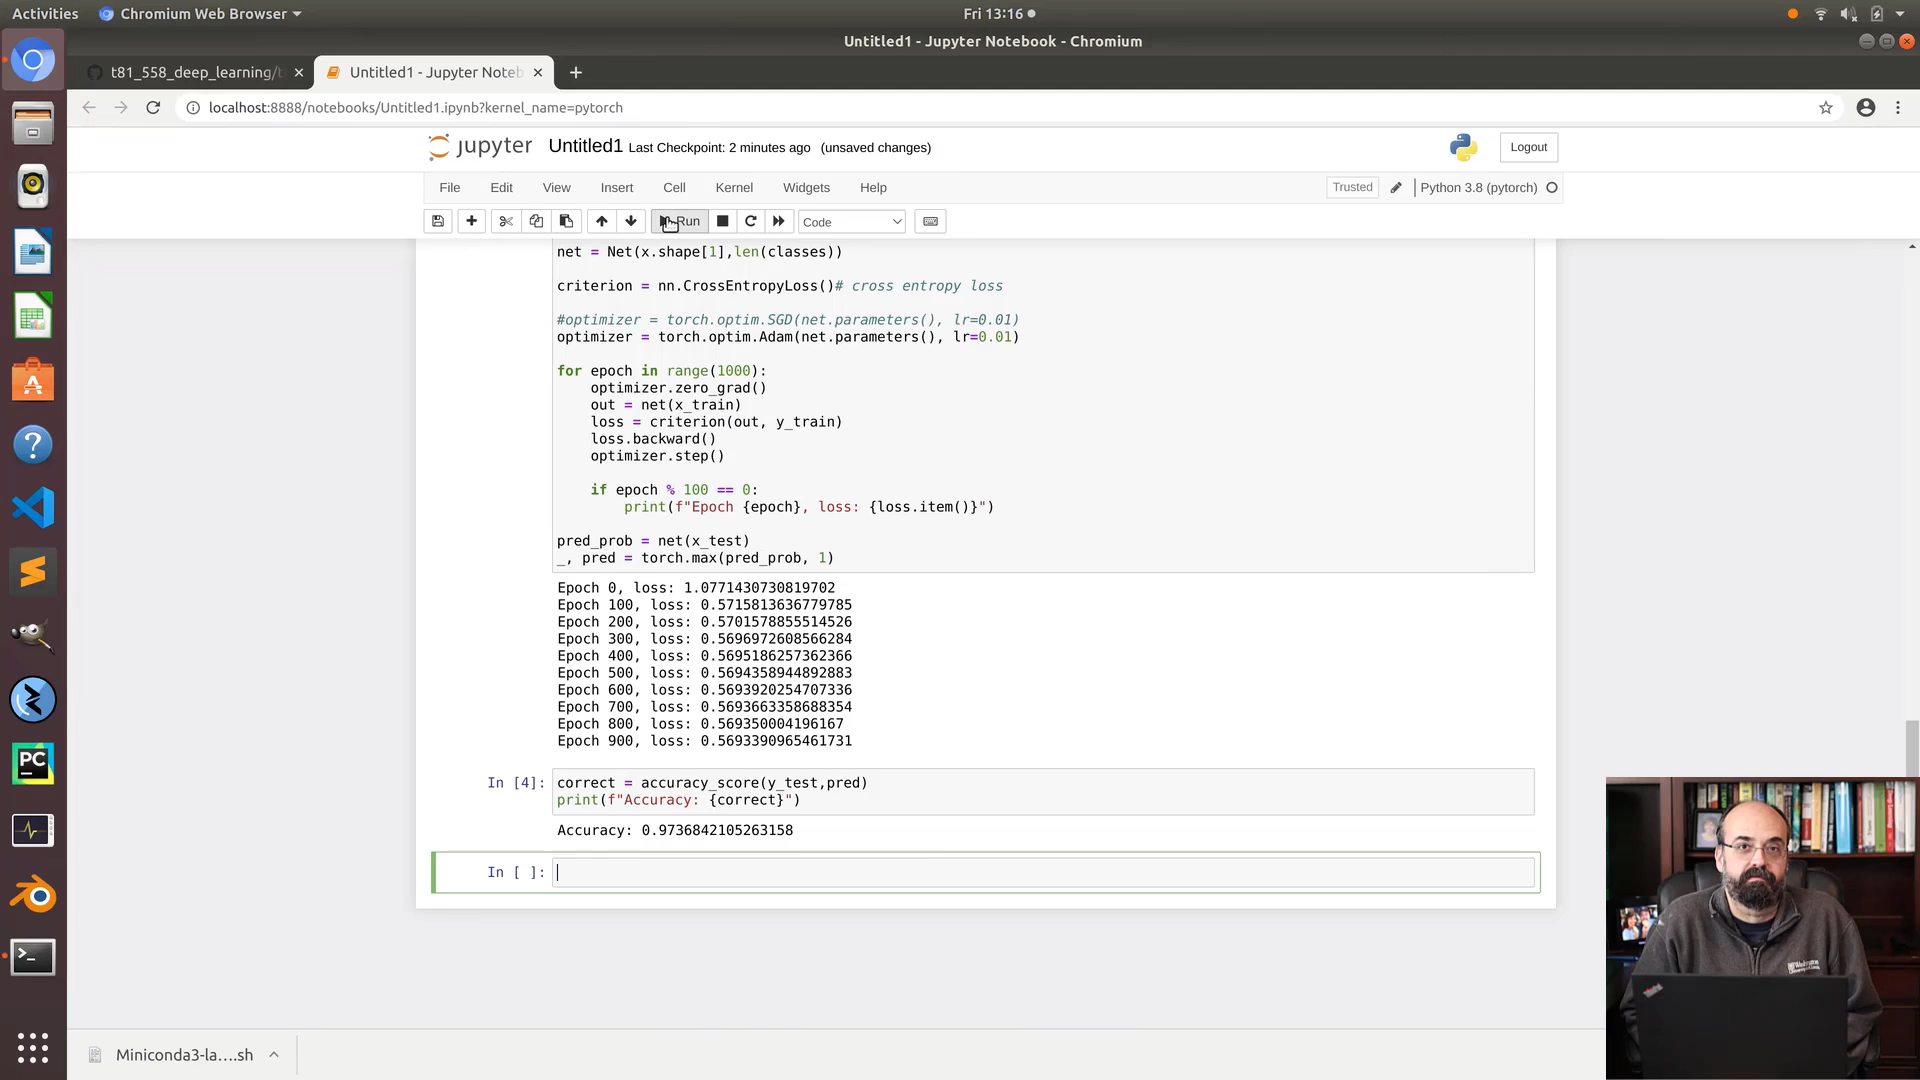 Activities
Chromium Web Browser
Fri 13:16
Untitled1 - Jupyter Notebook - Chromium
t81_558_deep_learning/t
Untitled1 - Jupyter Noteb
localhost:8888/notebooks/Untitled1.ipynb?kernel_name=pytorch
jupyter
Untitled1 Last Checkpoint: 2 minutes ago (unsaved changes)
Logout
File Edit View Insert Cell Kernel Widgets Help
Trusted
Python 3.8 (pytorch)
Run
Code
net = Net(x.shape[1],len(classes))
criterion = nn.CrossEntropyLoss()# cross entropy loss
#optimizer = torch.optim.SGD(net.parameters(), lr=0.01)
optimizer = torch.optim.Adam(net.parameters(), lr=0.01)
for epoch in range(1000):
    optimizer.zero_grad()
    out = net(x_train)
    loss = criterion(out, y_train)
    loss.backward()
    optimizer.step()
    if epoch % 100 == 0:
        print(f"Epoch {epoch}, loss: {loss.item()}")
pred_prob = net(x_test)
_, pred = torch.max(pred_prob, 1)
Epoch 0, loss: 1.0771430730819702
Epoch 100, loss: 0.5715813636779785
Epoch 200, loss: 0.5701578855514526
Epoch 300, loss: 0.5696972608566284
Epoch 400, loss: 0.5695186257362366
Epoch 500, loss: 0.5694358944892883
Epoch 600, loss: 0.5693920254707336
Epoch 700, loss: 0.5693663358688354
Epoch 800, loss: 0.569350004196167
Epoch 900, loss: 0.5693390965461731
In [4]:
correct = accuracy_score(y_test,pred)
print(f"Accuracy: {correct}")
Accuracy: 0.9736842105263158
In [ ]:
PC
Miniconda3-la....sh